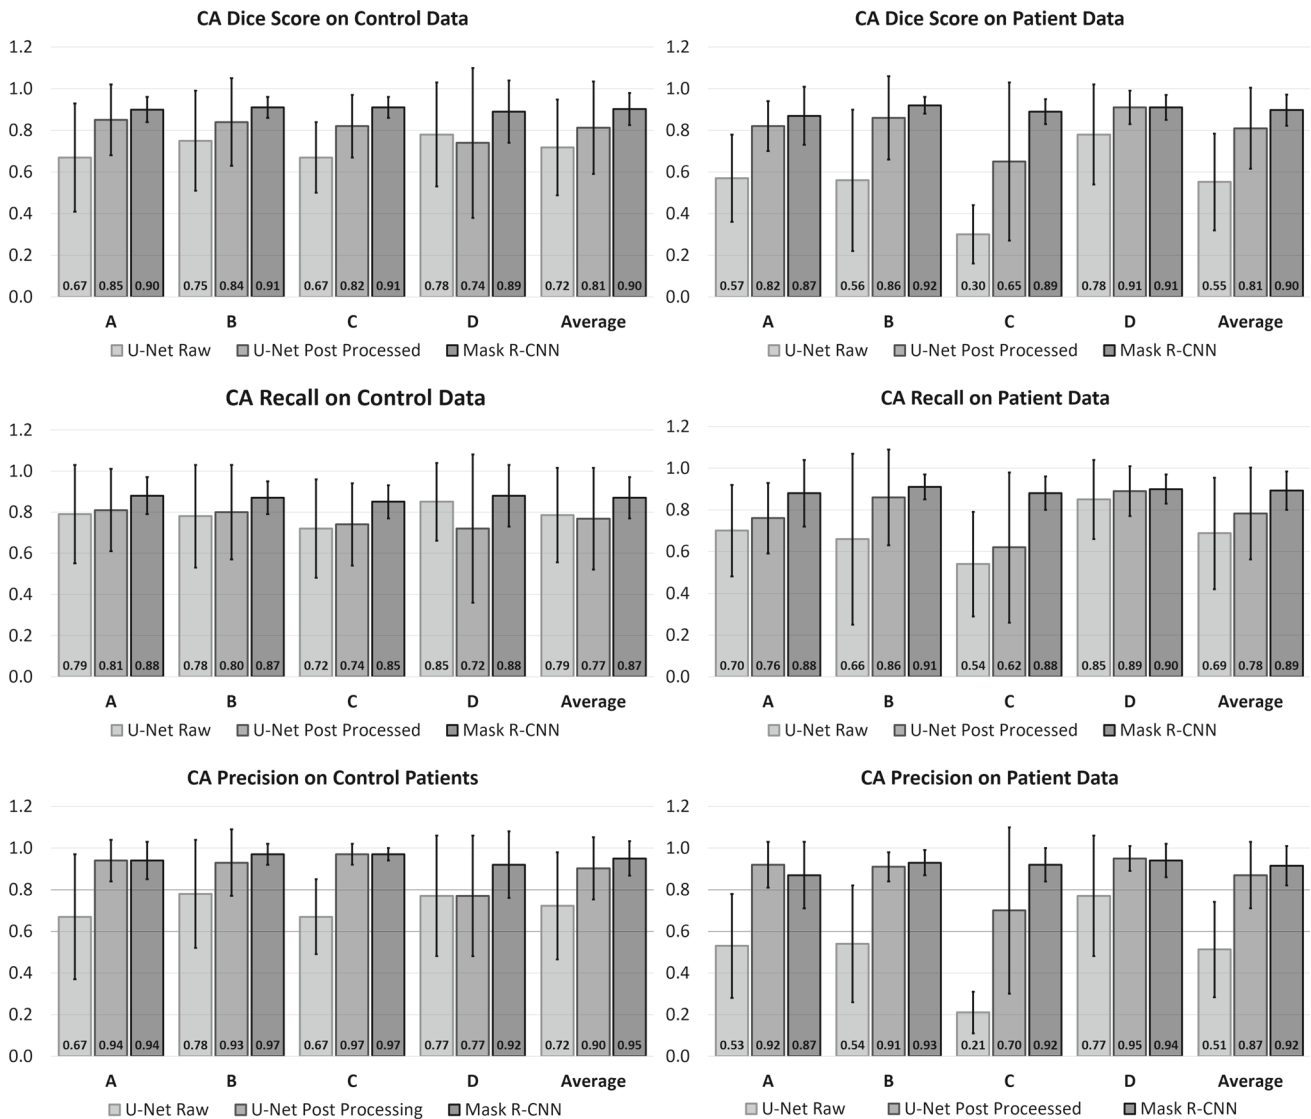 CA Dice Score on Control Data
1.2
1.0
0.8
0.6
0.4
0.2
0.0
0.67 0.85 0.90 0.75 0.84 0.91 0.67 0.82 0.91 0.78 0.74 0.89 0.72 0.81 0.90
A B C D Average
U-Net Raw U-Net Post Processed Mask R-CNN
CA Dice Score on Patient Data
1.2
1.0
0.8
0.6
0.4
0.2
0.0
0.57 0.82 0.87 0.56 0.86 0.92 0.30 0.65 0.89 0.78 0.91 0.91 0.55 0.81 0.90
A B C D Average
U-Net Raw U-Net Post Processed Mask R-CNN
CA Recall on Control Data
1.2
1.0
0.8
0.6
0.4
0.2
0.0
0.79 0.81 0.88 0.78 0.80 0.87 0.72 0.74 0.85 0.85 0.72 0.88 0.79 0.77 0.87
A B C D Average
U-Net Raw U-Net Post Processed Mask R-CNN
CA Recall on Patient Data
1.2
1.0
0.8
0.6
0.4
0.2
0.0
0.70 0.76 0.88 0.66 0.86 0.91 0.54 0.62 0.88 0.85 0.89 0.90 0.69 0.78 0.89
A B C D Average
U-Net Raw U-Net Post Processed Mask R-CNN
CA Precision on Control Patients
1.2
1.0
0.8
0.6
0.4
0.2
0.0
0.67 0.94 0.94 0.78 0.93 0.97 0.67 0.97 0.97 0.77 0.77 0.92 0.72 0.90 0.95
A B C D Average
U-Net Raw U-Net Post Processing Mask R-CNN
CA Precision on Patient Data
1.2
1.0
0.8
0.6
0.4
0.2
0.0
0.53 0.92 0.87 0.54 0.91 0.93 0.21 0.70 0.92 0.77 0.95 0.94 0.51 0.87 0.92
A B C D Average
U-Net Raw U-Net Post Proceessed Mask R-CNN